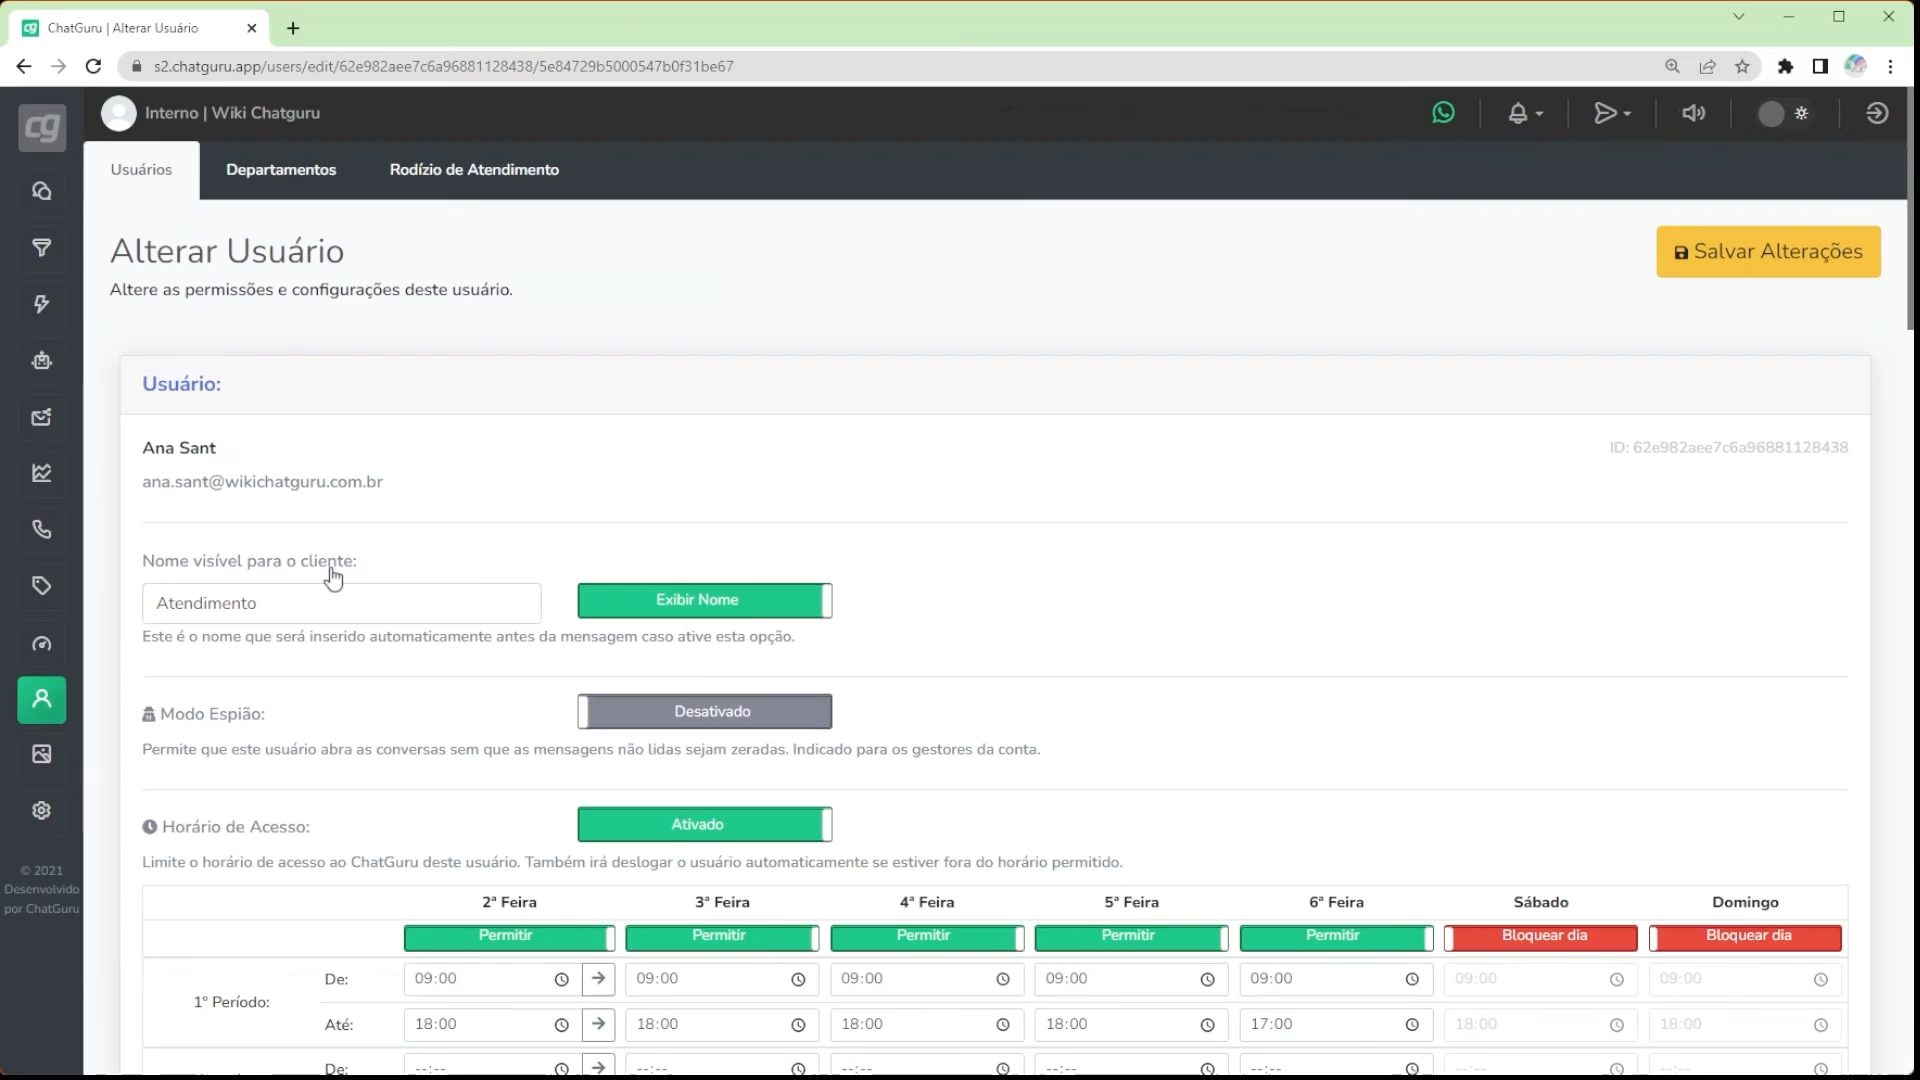 ChatGuru | Alterar Usuário
s2.chatguru.app/users/edit/62e982aee7c6a96881128438/5e84729b5000547b0f31be67
cg
Interno | Wiki Chatguru
Usuários
Departamentos
Rodízio de Atendimento
Alterar Usuário
Salvar Alterações
Altere as permissões e configurações deste usuário.
Usuário:
Ana Sant
ID: 62e982aee7c6a96881128438
ana.sant@wikichatguru.com.br
Nome visível para o cliente:
Atendimento
Exibir Nome
Este é o nome que será inserido automaticamente antes da mensagem caso ative esta opção.
Modo Espião:
Desativado
Permite que este usuário abra as conversas sem que as mensagens não lidas sejam zeradas. Indicado para os gestores da conta.
Horário de Acesso:
Ativado
Limite o horário de acesso ao ChatGuru deste usuário. Também irá deslogar o usuário automaticamente se estiver fora do horário permitido.
2ª Feira 3ª Feira 4ª Feira 5ª Feira 6ª Feira Sábado Domingo
Permitir Permitir Permitir Permitir Permitir Bloquear dia Bloquear dia
1º Período:
De: 09:00 09:00 09:00 09:00 09:00 09:00 09:00
Até: 18:00 18:00 18:00 18:00 17:00 18:00 18:00
De: --:-- --:-- --:-- --:-- --:-- --:-- --:--
© 2021
Desenvolvido
por ChatGuru